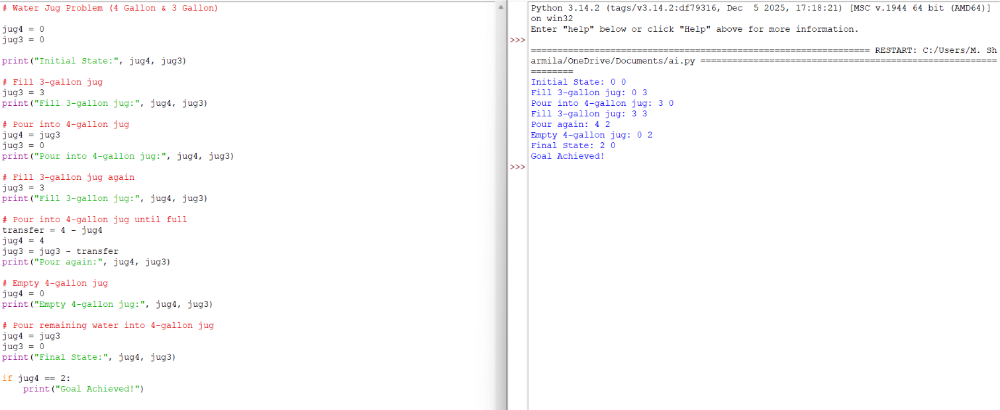 # Water Jug Problem (4 Gallon & 3 Gallon)
jug4 = 0
jug3 = 0
print("Initial State:", jug4, jug3)
# Fill 3-gallon jug
jug3 = 3
print("Fill 3-gallon jug:", jug4, jug3)
# Pour into 4-gallon jug
jug4 = jug3
jug3 = 0
print("Pour into 4-gallon jug:", jug4, jug3)
# Fill 3-gallon jug again
jug3 = 3
print("Fill 3-gallon jug:", jug4, jug3)
# Pour into 4-gallon jug until full
transfer = 4 - jug4
jug4 = 4
jug3 = jug3 - transfer
print("Pour again:", jug4, jug3)
# Empty 4-gallon jug
jug4 = 0
print("Empty 4-gallon jug:", jug4, jug3)
# Pour remaining water into 4-gallon jug
jug4 = jug3
jug3 = 0
print("Final State:", jug4, jug3)
if jug4 == 2:
    print("Goal Achieved!")
Python 3.14.2 (tags/v3.14.2:df79316, Dec  5 2025, 17:18:21) [MSC v.1944 64 bit (AMD64)]
on win32
Enter "help" below or click "Help" above for more information.
>>>
================================================================ RESTART: C:/Users/M. Sh
armila/OneDrive/Documents/ai.py ========================================================
========
Initial State: 0 0
Fill 3-gallon jug: 0 3
Pour into 4-gallon jug: 3 0
Fill 3-gallon jug: 3 3
Pour again: 4 2
Empty 4-gallon jug: 0 2
Final State: 2 0
Goal Achieved!
>>>